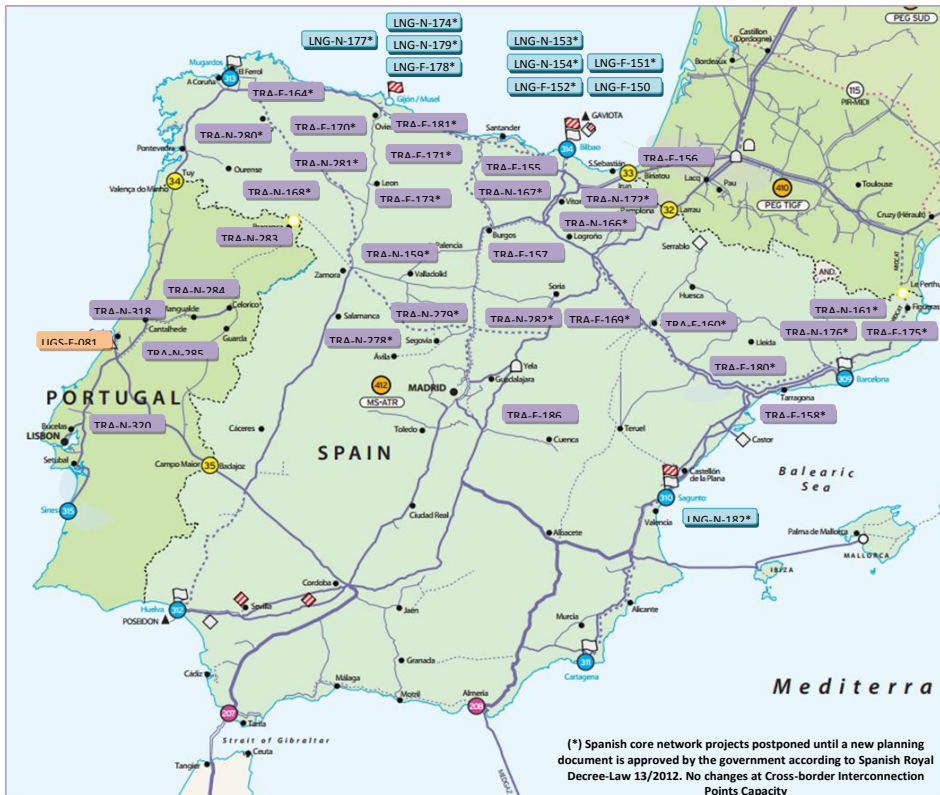 PEG SUD
LNG-N-174*
LNG-N-177*
LNG-N-179*
LNG-F-178*
LNG-N-153*
LNG-N-154*
LNG-F-151*
LNG-F-152*
LNG-F-150
Castillon
(Dordogne)
Bordeaux
115
PIR-MIDI
Mugardos
El Ferrol
313
A Coruña
Gijón / Musel
TRA-F-164*
TRA-F-170*
TRA-F-181*
Santander
GAVIOTA
314
Bilbao
S.Sebastián
33
Irun
Biriatou
TRA-F-156
Lacq
Pau
410
PEG TIGF
Toulouse
Cruzy (Hérault)
TRA-N-280*
TRA-N-281*
TRA-F-171*
TRA-F-155
Pontevedra
Tuy
34
Valença do Minho
Ourense
Leon
TRA-N-168*
TRA-F-173*
TRA-N-167*
TRA-N-172*
Pamplona
32
Larrau
TRA-N-166*
Logroño
Burgos
TRA-N-283
TRA-N-159*
Palencia
TRA-F-157
Serrablo
AND.
MIDCAT
Le Perthus
Figueras
Zamora
Valladolid
Soria
Huesca
TRA-N-284
Celorico
TRA-N-318
Mangualde
Cantalhede
Guarda
TRA-N-285
UGS-F-081
Salamanca
TRA-N-279*
Segovia
TRA-N-278*
Ávila
TRA-N-282*
TRA-F-169*
TRA-F-160*
Lleida
TRA-N-161*
TRA-N-176*
TRA-F-175*
TRA-F-180*
309
Barcelona
Tarragona
Yela
Guadalajara
412
MS-ATR
MADRID
PORTUGAL
TRA-N-320
Bucelas
LISBON
Setubal
Cáceres
SPAIN
Toledo
TRA-F-186
Cuenca
Teruel
TRA-F-158*
Castor
Balearic
Sea
Campo Maior
35
Badajoz
Sines
315
Ciudad Real
Castellón
de la Plana
310
Sagunto
Valencia
LNG-N-182*
Albacete
Palma de Mallorca
MALLORCA
IBIZA
Huelva
312
POSEIDON
Sevilla
Cordoba
Jaén
Murcia
Alicante
311
Cartagena
Granada
Cádiz
Málaga
Motril
Almeria
208
207
Tarifa
Strait of Gibraltar
Ceuta
Tangier
MEDGAZ
Mediterra
(*) Spanish core network projects postponed until a new planning
document is approved by the government according to Spanish Royal
Decree-Law 13/2012. No changes at Cross-border Interconnection
Points Capacity